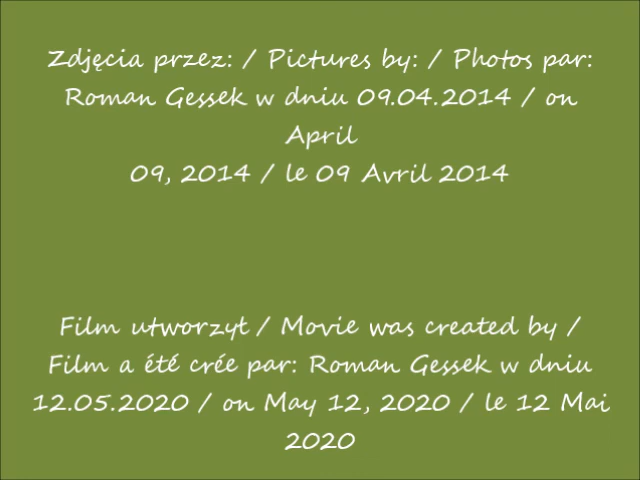 Zdjęcia przez: / Pictures by: / Photos par:
Roman Gessek w dniu 09.04.2014 / on
April
09, 2014 / le 09 Avril 2014
Film utworzył / Movie was created by /
Film a été crée par: Roman Gessek w dniu
12.05.2020 / on May 12, 2020 / le 12 Mai
2020